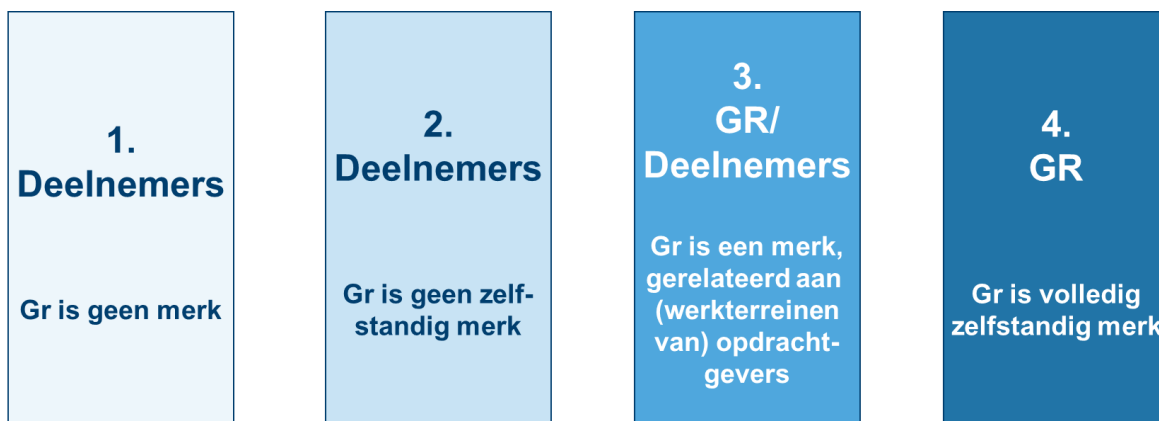 1.
Deelnemers
Gr is geen merk
2.
Deelnemers
Gr is geen zelf-
standig merk
3.
GR/
Deelnemers
Gr is een merk,
gerelateerd aan
(werkterreinen
van) opdracht-
gevers
4.
GR
Gr is volledig
zelfstandig merk